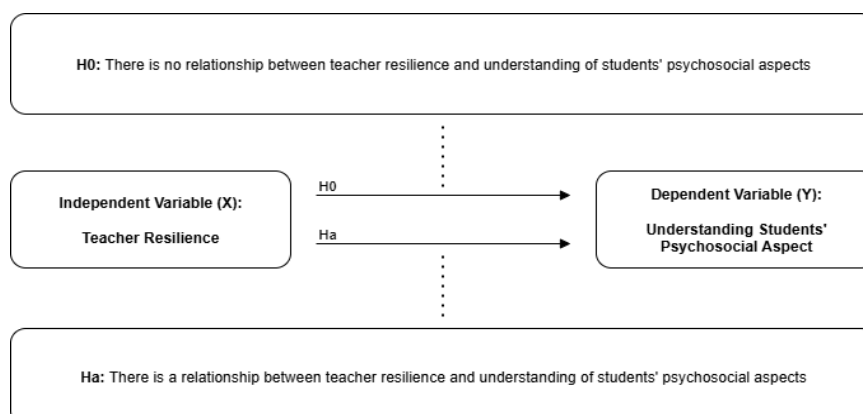 H0: There is no relationship between teacher resilience and understanding of students' psychosocial aspects
Independent Variable (X):
Teacher Resilience
H0
Ha
Dependent Variable (Y):
Understanding Students'
Psychosocial Aspect
Ha: There is a relationship between teacher resilience and understanding of students' psychosocial aspects